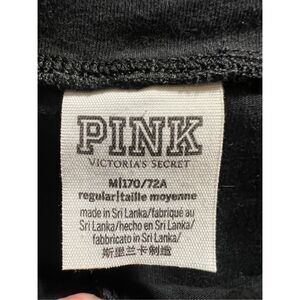 PINK
VICTORIA'S SECRET
M|170/72A
regular|taille moyenne
made in Sri Lanka/fabriqué au
Sri Lanka/hecho en Sri Lanka/
fabbricato in Sri Lanka/
斯里兰卡制造